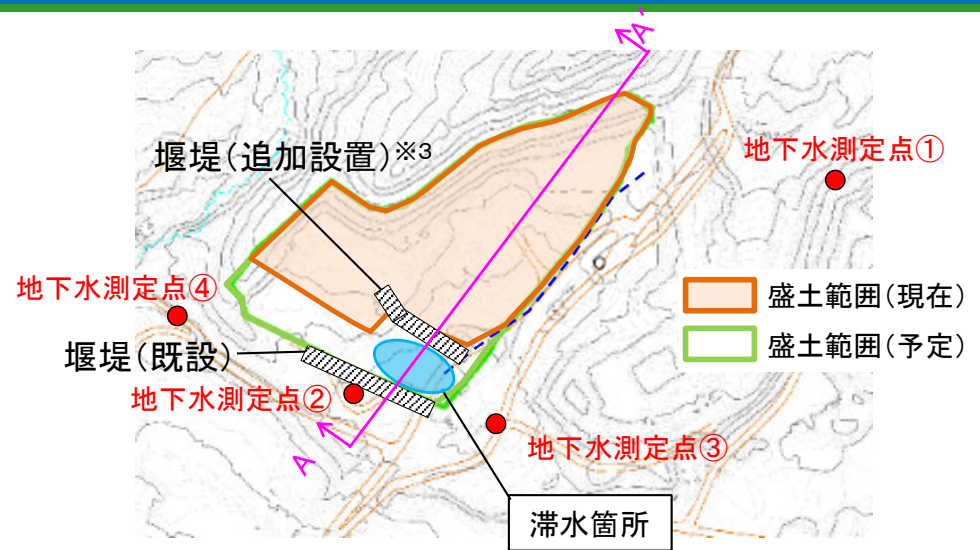 A´
堰堤(追加設置)※3
地下水測定点①
地下水測定点④
盛土範囲(現在)
盛土範囲(予定)
堰堤(既設)
地下水測定点②
地下水測定点③
A
滞水箇所